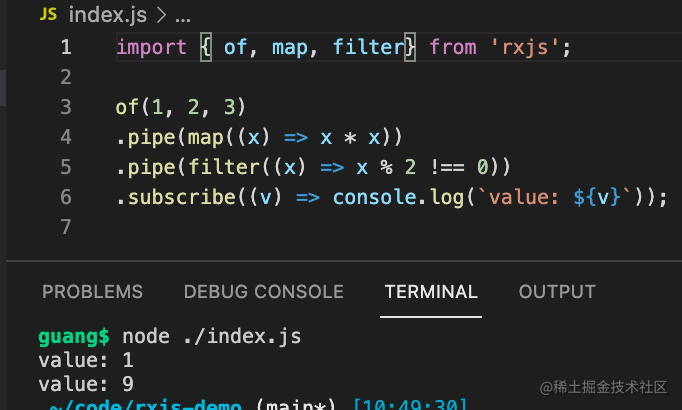 JS index.js > ...
1 import { of, map, filter} from 'rxjs';
2
3 of(1, 2, 3)
4 .pipe(map((x) => x * x))
5 .pipe(filter((x) => x % 2 !== 0))
6 .subscribe((v) => console.log(`value: ${v}`));
7
PROBLEMS DEBUG CONSOLE TERMINAL OUTPUT
guang$ node ./index.js
value: 1
value: 9
~/code/rxjs-demo (main*) [10:49:30]
@稀土掘金技术社区